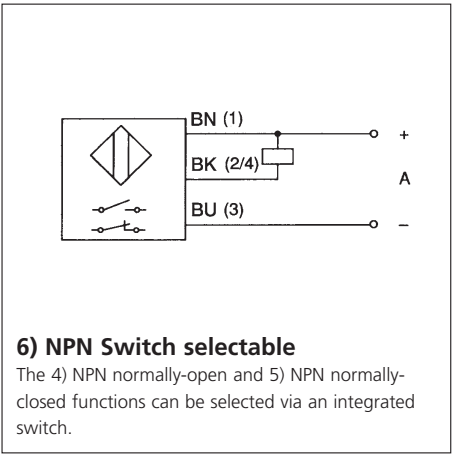 BN (1)
+
BK (2/4)
A
BU (3)
–
6) NPN Switch selectable
The 4) NPN normally-open and 5) NPN normally-
closed functions can be selected via an integrated
switch.